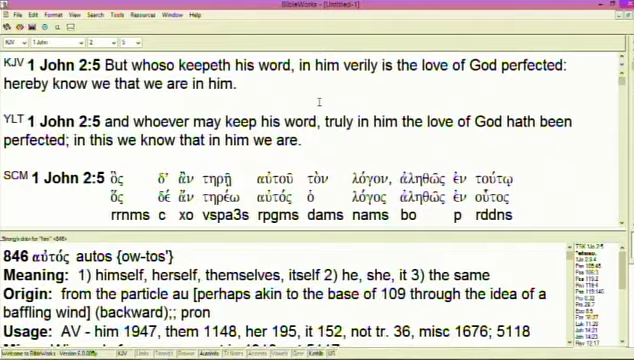 BibleWorks - [Untitled-1]
File Edit Format View Search Tools Resources Window Help
KJV 1 John 2 5
KJV 1 John 2:5 But whoso keepeth his word, in him verily is the love of God perfected:
hereby know we that we are in him.
YLT 1 John 2:5 and whoever may keep his word, truly in him the love of God hath been
perfected; in this we know that in him we are.
SCM 1 John 2:5 ὃς δ' ἂν τηρῇ αὐτοῦ τὸν λόγον, ἀληθῶς ἐν τούτῳ
ὅς δέ ἄν τηρέω αὐτός ὁ λόγος ἀληθῶς ἐν οὗτος
rrnms c xo vspa3s rpgms dams nams bo p rddns
846 αὐτός autos {ow-tos'}
Meaning: 1) himself, herself, themselves, itself 2) he, she, it 3) the same
Origin: from the particle au [perhaps akin to the base of 109 through the idea of a
baffling wind] (backward);; pron
Usage: AV - him 1947, them 1148, her 195, it 152, not tr. 36, misc 1676; 5118